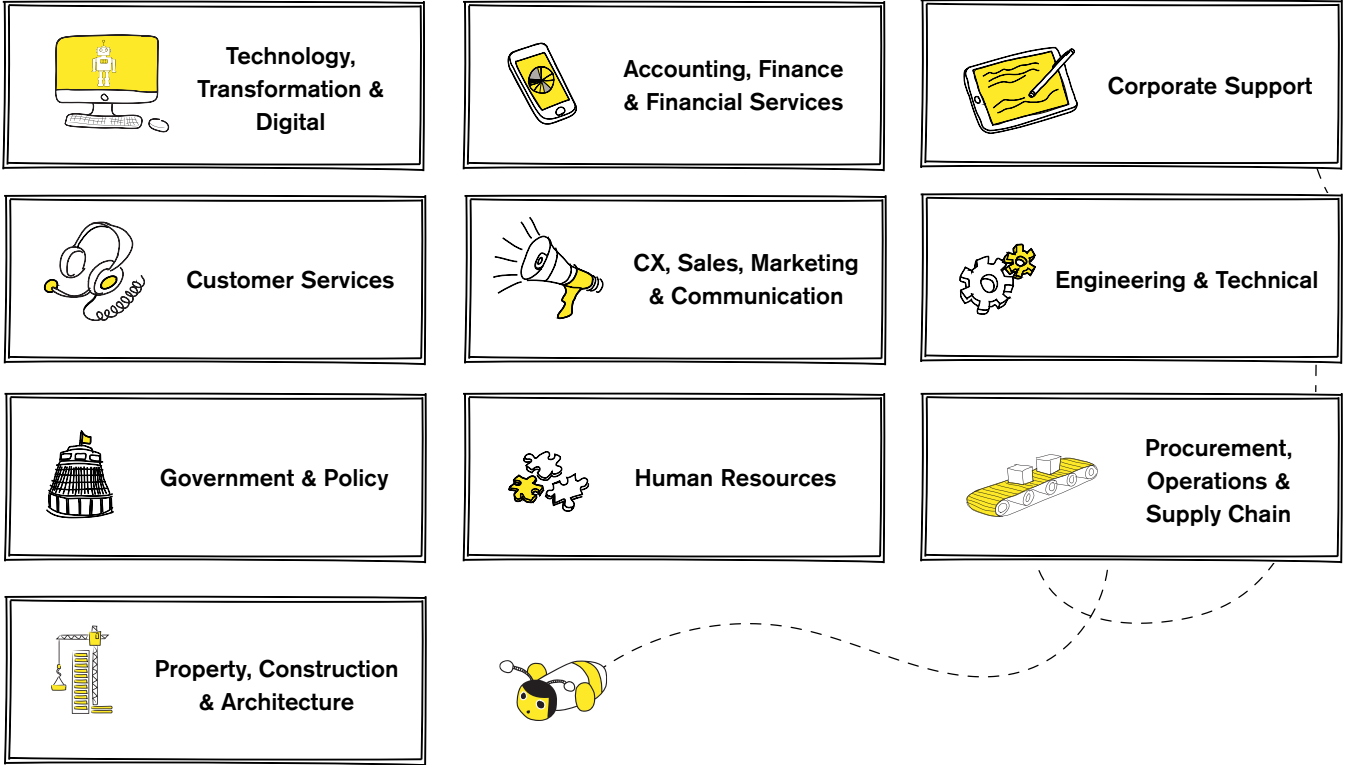 Technology,
Transformation &
Digital
Accounting, Finance
& Financial Services
Corporate Support
Customer Services
CX, Sales, Marketing
& Communication
Engineering & Technical
Government & Policy
Human Resources
Procurement,
Operations &
Supply Chain
Property, Construction
& Architecture